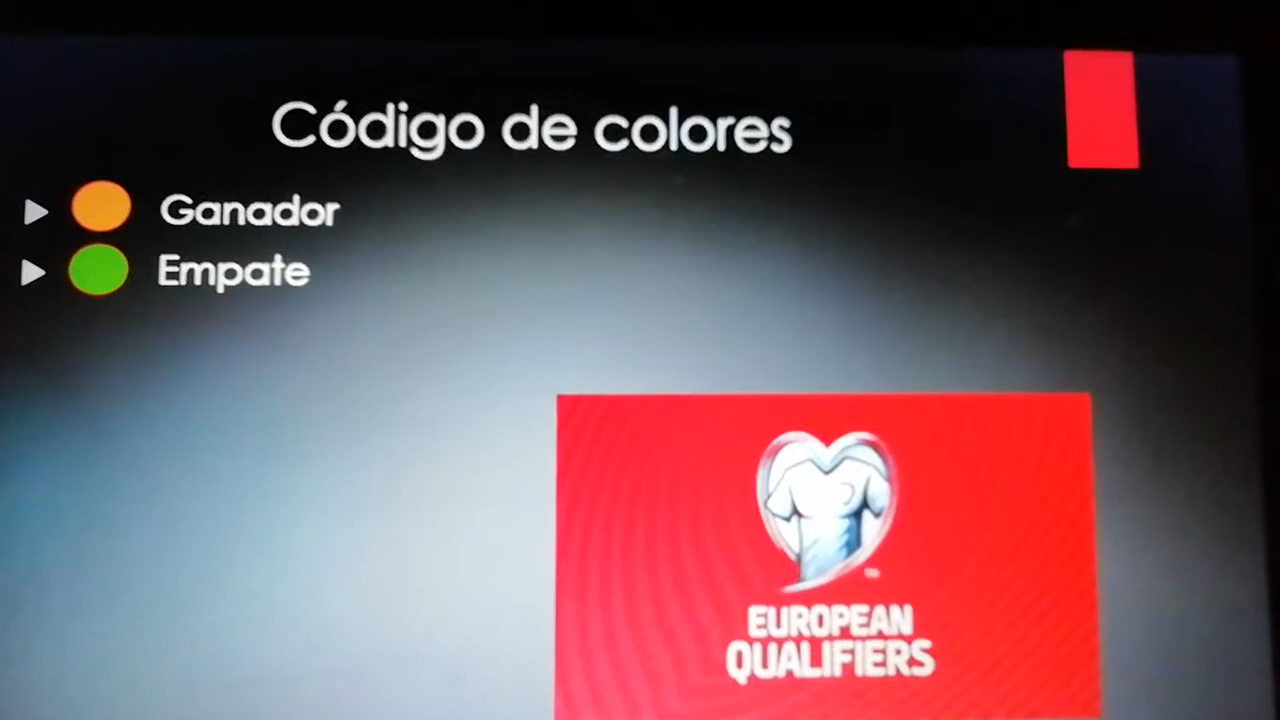 Código de colores
Ganador
Empate
EUROPEAN
QUALIFIERS